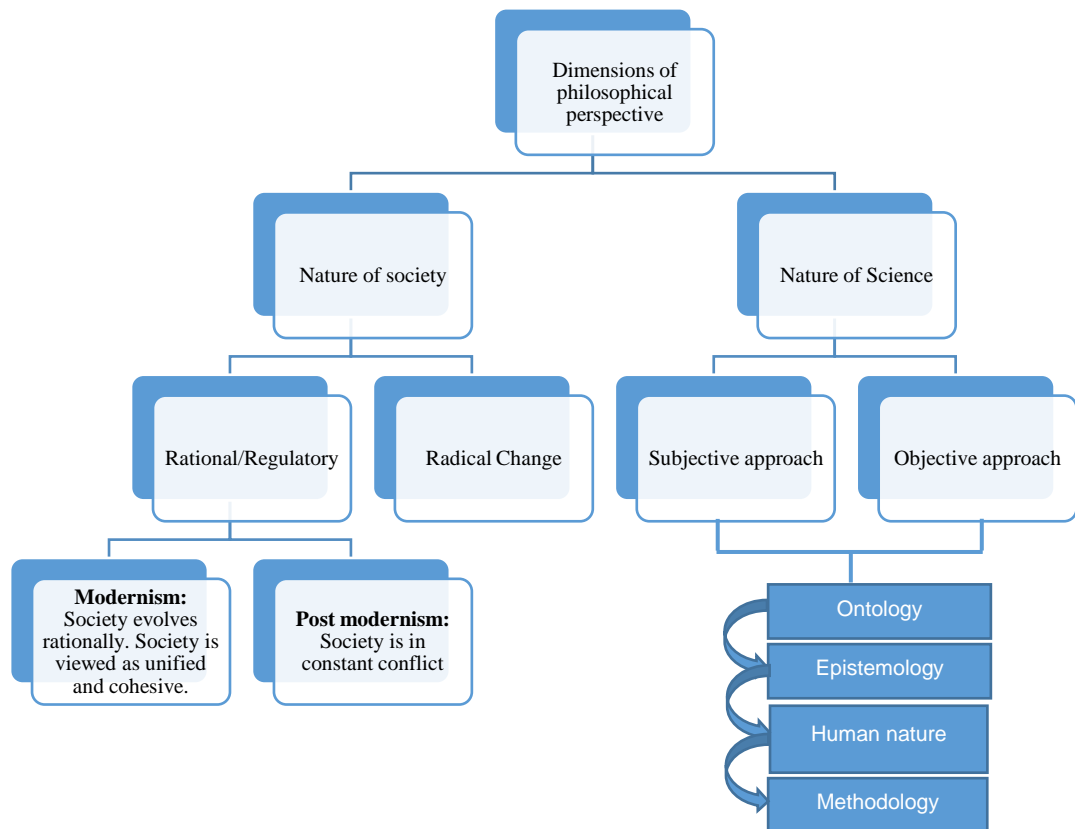 Dimensions of
philosophical
perspective
Nature of society
Nature of Science
Rational/Regulatory
Radical Change
Subjective approach
Objective approach
Modernism:
Society evolves
rationally. Society is
viewed as unified
and cohesive.
Post modernism:
Society is in
constant conflict
Ontology
Epistemology
Human nature
Methodology